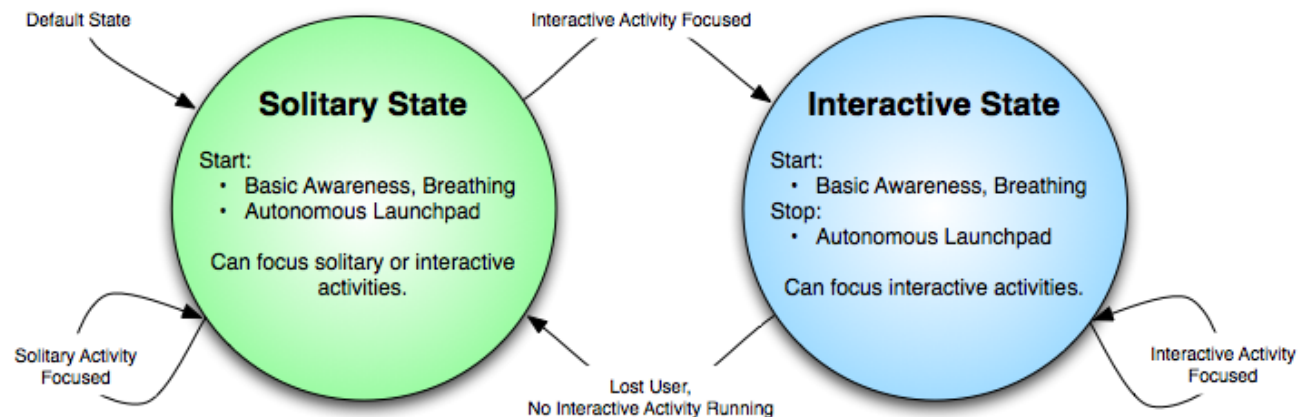 Default State
Interactive Activity Focused
Solitary State
Start:
• Basic Awareness, Breathing
• Autonomous Launchpad
Can focus solitary or interactive
activities.
Interactive State
Start:
• Basic Awareness, Breathing
Stop:
• Autonomous Launchpad
Can focus interactive activities.
Solitary Activity
Focused
Lost User,
No Interactive Activity Running
Interactive Activity
Focused